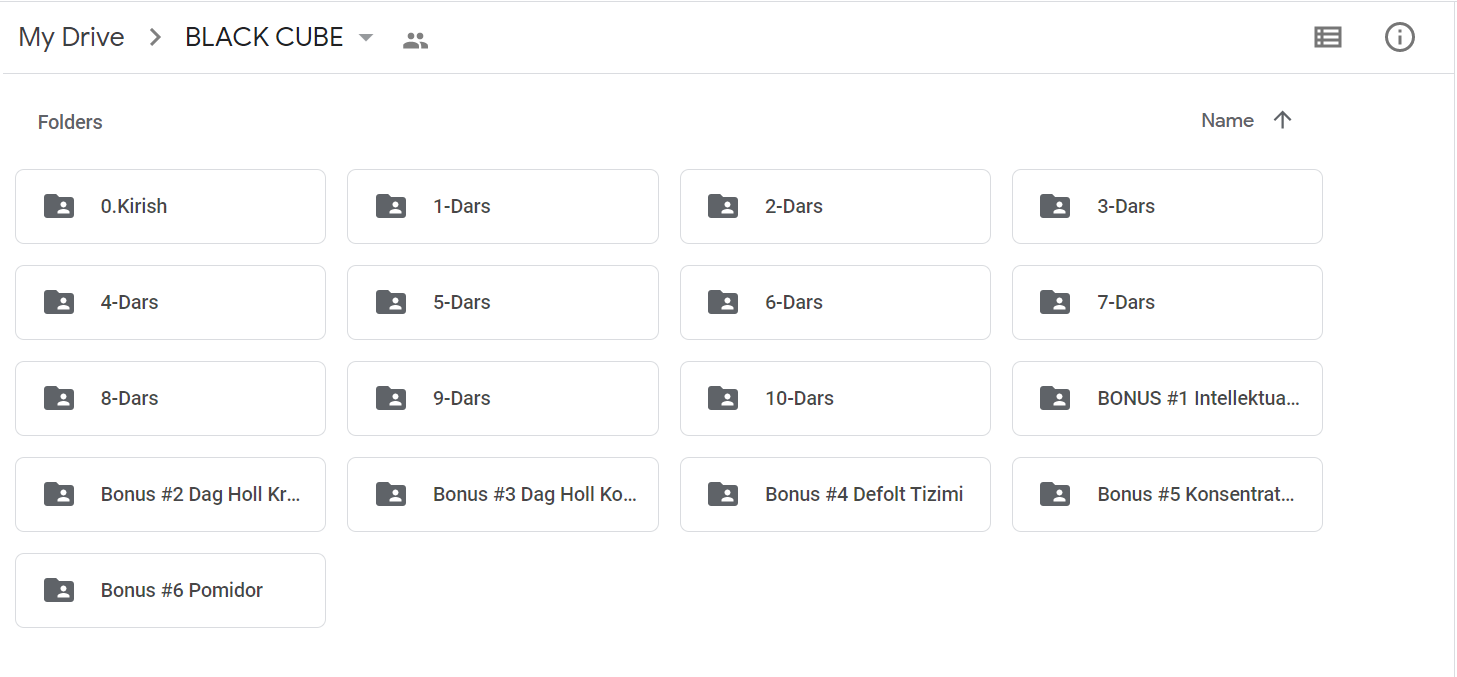 My Drive > BLACK CUBE
Folders Name
0.Kirish 1-Dars 2-Dars 3-Dars
4-Dars 5-Dars 6-Dars 7-Dars
8-Dars 9-Dars 10-Dars BONUS #1 Intellektua...
Bonus #2 Dag Holl Kr... Bonus #3 Dag Holl Ko... Bonus #4 Defolt Tizimi Bonus #5 Konsentrat...
Bonus #6 Pomidor